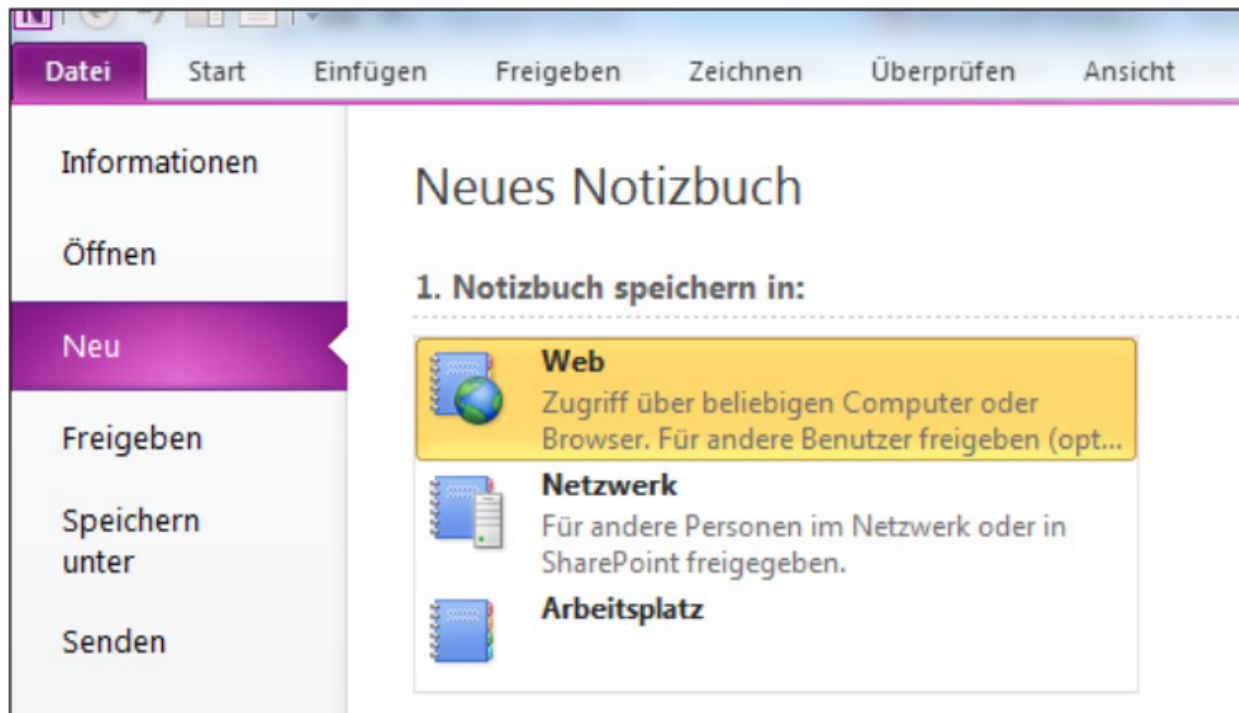 Datei Start Einfügen Freigeben Zeichnen Überprüfen Ansicht
Informationen
Öffnen
Neu
Freigeben
Speichern
unter
Senden
Neues Notizbuch
1. Notizbuch speichern in:
Web
Zugriff über beliebigen Computer oder
Browser. Für andere Benutzer freigeben (opt...
Netzwerk
Für andere Personen im Netzwerk oder in
SharePoint freigegeben.
Arbeitsplatz